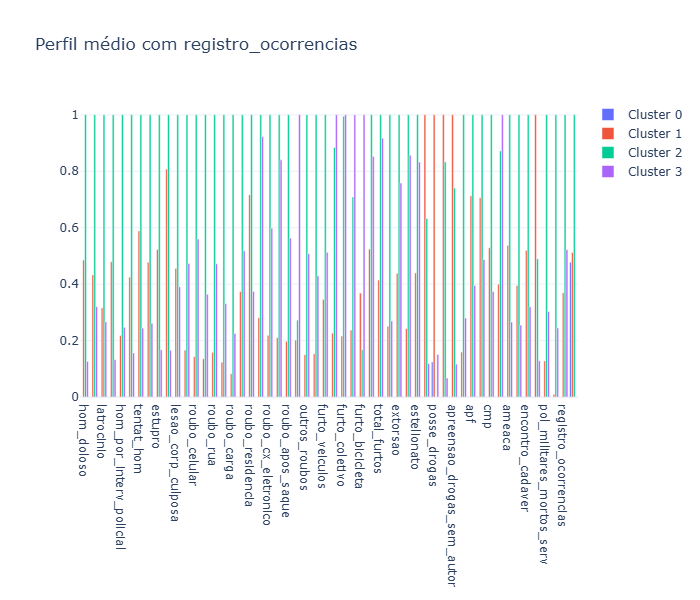 Perfil médio com registro_ocorrencias
1
0.8
0.6
0.4
0.2
0
Cluster 0
Cluster 1
Cluster 2
Cluster 3
hom_doloso
latrocinio
hom_por_interv_policial
tentat_hom
estupro
lesao_corp_culposa
roubo_celular
roubo_rua
roubo_carga
roubo_residencia
roubo_cx_eletronico
roubo_apos_saque
outros_roubos
furto_veiculos
furto_coletivo
furto_bicicleta
total_furtos
extorsao
estelionato
posse_drogas
apreensao_drogas_sem_autor
apf
cmp
ameaca
encontro_cadaver
pol_militares_mortos_serv
registro_ocorrencias